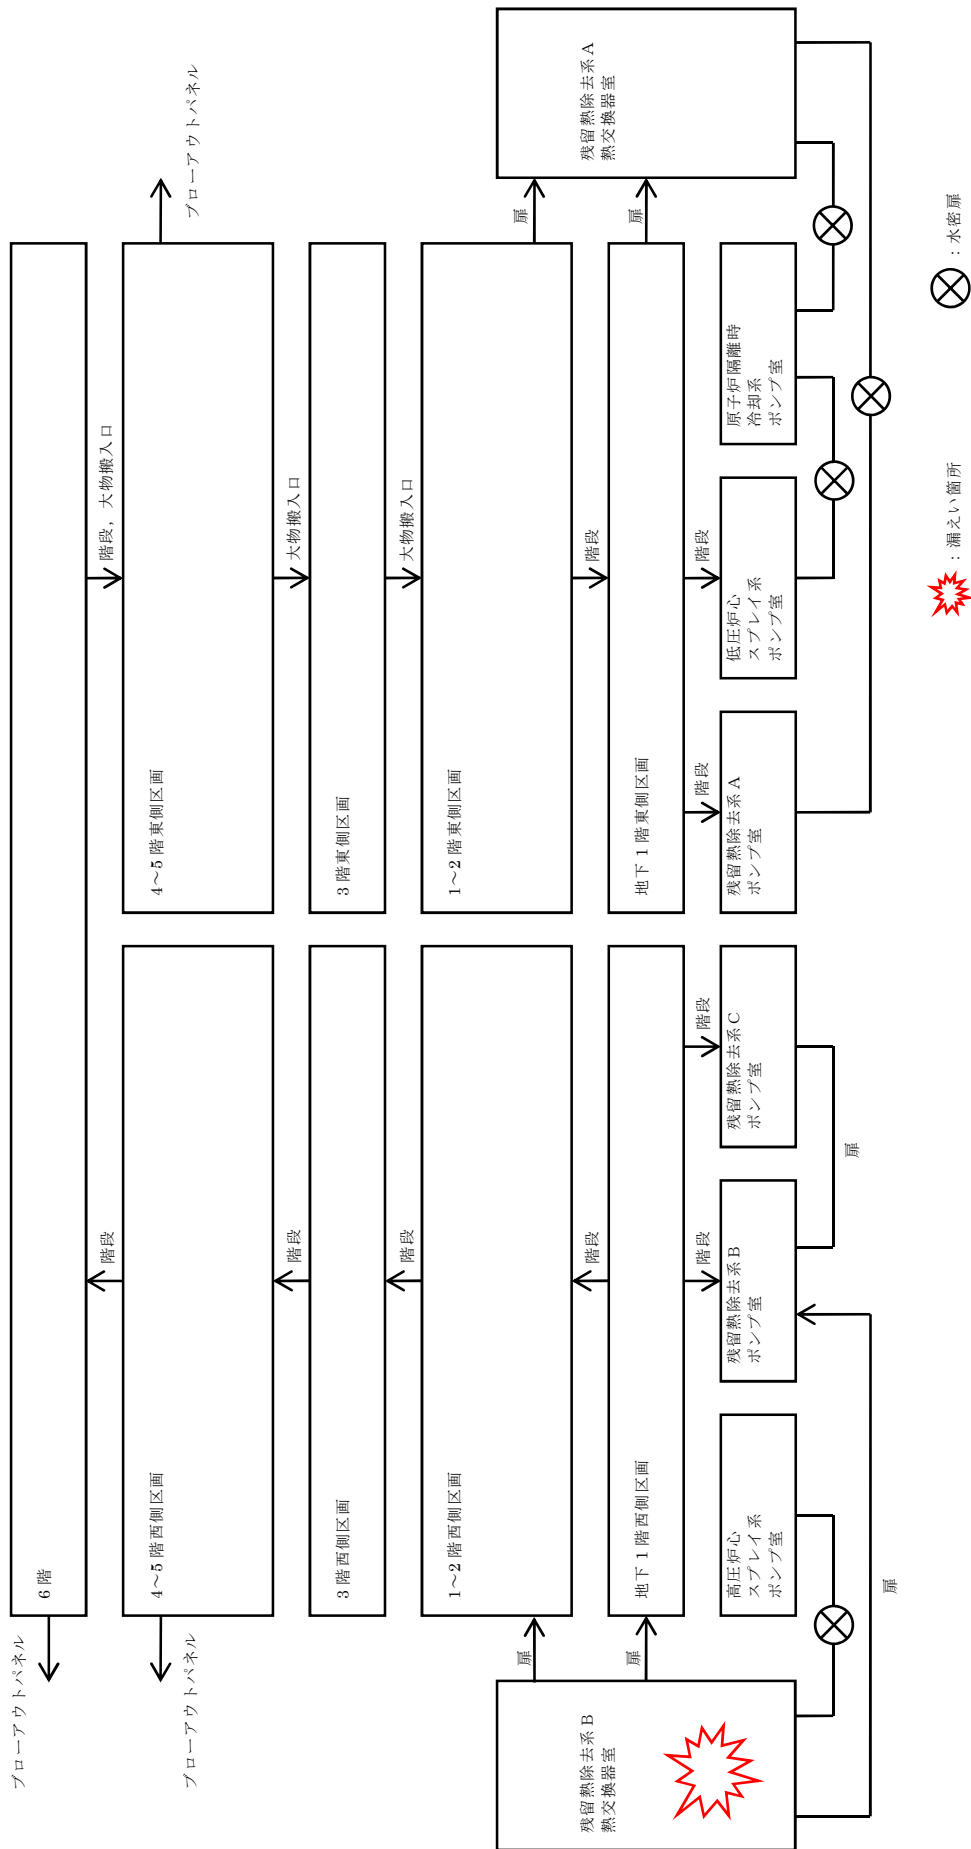 ブローアウトパネル
6 階
階段
階段，大物搬入口
ブローアウトパネル
4～5 階西側区画
4～5 階東側区画
ブローアウトパネル
階段
大物搬入口
3 階西側区画
3 階東側区画
階段
大物搬入口
扉
1～2 階西側区画
1～2 階東側区画
扉
残留熱除去系 B
熱交換器室
残留熱除去系 A
熱交換器室
階段
階段
扉
地下 1 階西側区画
地下 1 階東側区画
扉
階段
階段
階段
階段
高圧炉心
スプレイ系
ポンプ室
残留熱除去系 B
ポンプ室
残留熱除去系 C
ポンプ室
残留熱除去系 A
ポンプ室
低圧炉心
スプレイ系
ポンプ室
原子炉隔離時
冷却系
ポンプ室
扉
扉
：漏えい箇所
：水密扉